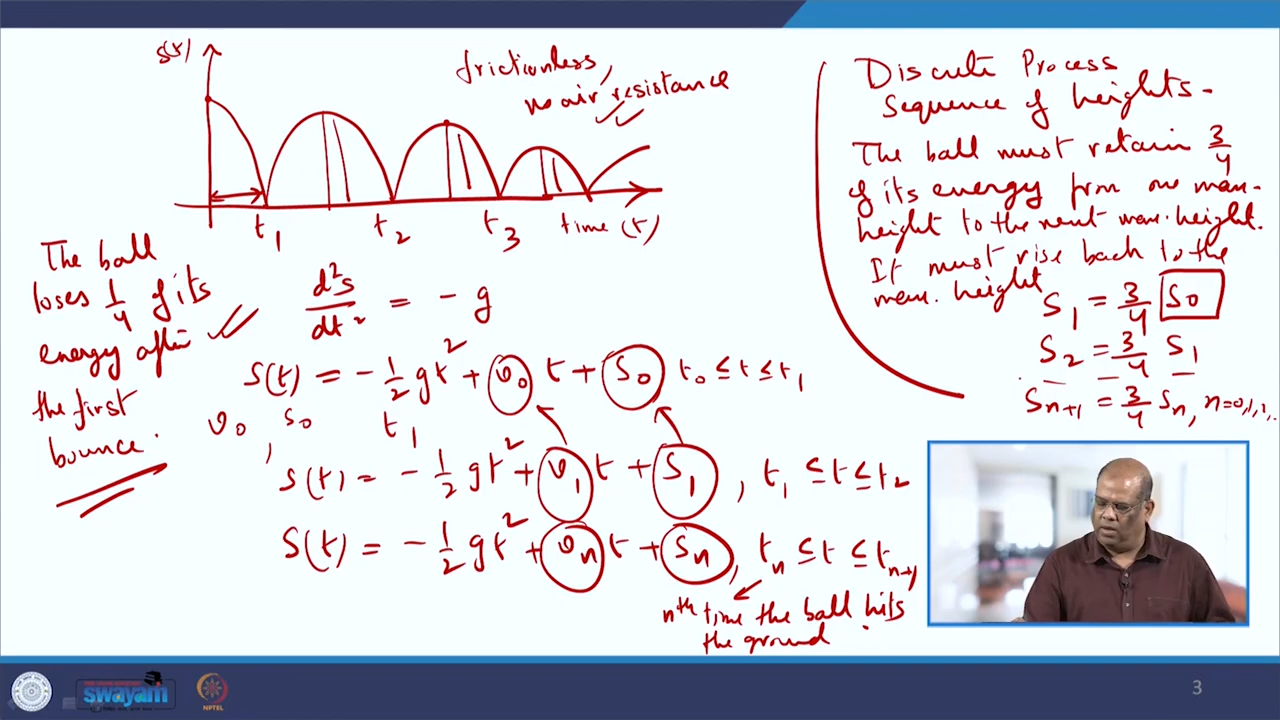 s(t)
frictionless,
no air resistance
t₁ t₂ t₃ time (t)
The ball
loses 1/4 of its
energy after
the first
bounce.
d²s/dt² = - g
s(t) = - 1/2 gt² + v₀ t + s₀ t₀ ≤ t ≤ t₁
v₀, s₀ t₁
s(t) = - 1/2 gt² + v₁ t + s₁, t₁ ≤ t ≤ t₂
s(t) = - 1/2 gt² + vₙ t + sₙ, tₙ ≤ t ≤ tₙ₊₁
nth time the ball hits
the ground
Discrete Process
Sequence of heights-
The ball must retain 3/4
of its energy from one max-
height to the next max. height.
It must rise back to the
max. height
S₁ = 3/4 S₀
S₂ = 3/4 S₁
Sₙ₊₁ = 3/4 Sₙ, n=0,1,2,..
swayam
NPTEL
3